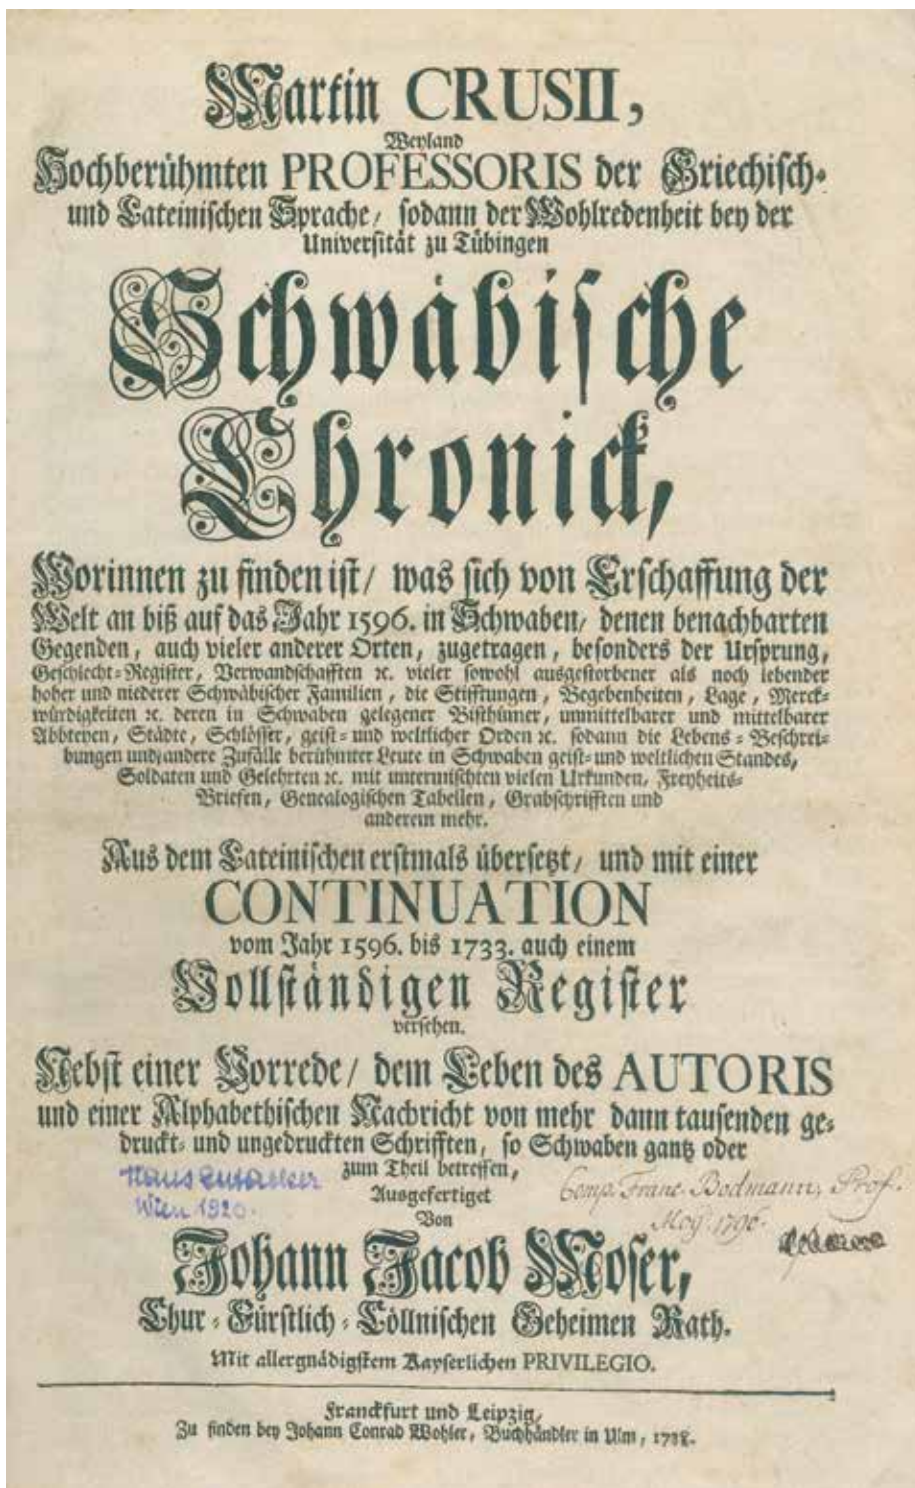 Martin CRUSII,
Weyland
Hochberühmten PROFESSORIS der Griechisch-
und Lateinischen Sprache/ sodann der Wohlredenheit bey der
Universität zu Tübingen
Schwäbische
Chronick,
Worinnen zu finden ist/ was sich von Erschaffung der
Welt an biß auf das Jahr 1596. in Schwaben/ denen benachbarten
Gegenden, auch vieler anderer Orten, zugetragen, besonders der Ursprung,
Geschlecht-Register, Verwandschafften ꝛc. vieler sowohl ausgestorbener als noch lebender
hoher und niederer Schwäbischer Familien, die Stifftungen, Begebenheiten, Lage, Merck-
würdigkeiten ꝛc. deren in Schwaben gelegener Bisthümer, unmittelbarer und mittelbarer
Abbteyen, Städte, Schlösser, geist- und weltlicher Orden ꝛc. sodann die Lebens-Beschrei-
bungen und andere Zufälle berühmter Leute in Schwaben geist- und weltlichen Standes,
Soldaten und Gelehrten ꝛc. mit untermischten vielen Urkunden, Freyheits-
Briefen, Genealogischen Tabellen, Grabschrifften und
anderem mehr.
Aus dem Lateinischen erstmals übersetzt/ und mit einer
CONTINUATION
vom Jahr 1596. bis 1733. auch einem
Vollständigen Register
versehen.
Nebst einer Vorrede/ dem Leben des AUTORIS
und einer Alphabethischen Nachricht von mehr dann tausenden ge-
druckt- und ungedruckten Schrifften, so Schwaben gantz oder
zum Theil betreffen,
Ausgefertiget
Von
Hans
Wien 1920.
Comp. Franc. Bodmann, Prof.
Mog. 1796.
Johann Jacob Moser,
Chur-Fürstlich-Cöllnischen Geheimen Rath.
Mit allergnädigstem Kayserlichen PRIVILEGIO.
Franckfurt und Leipzig,
Zu finden bey Johann Conrad Wohler, Buchhändler in Ulm,